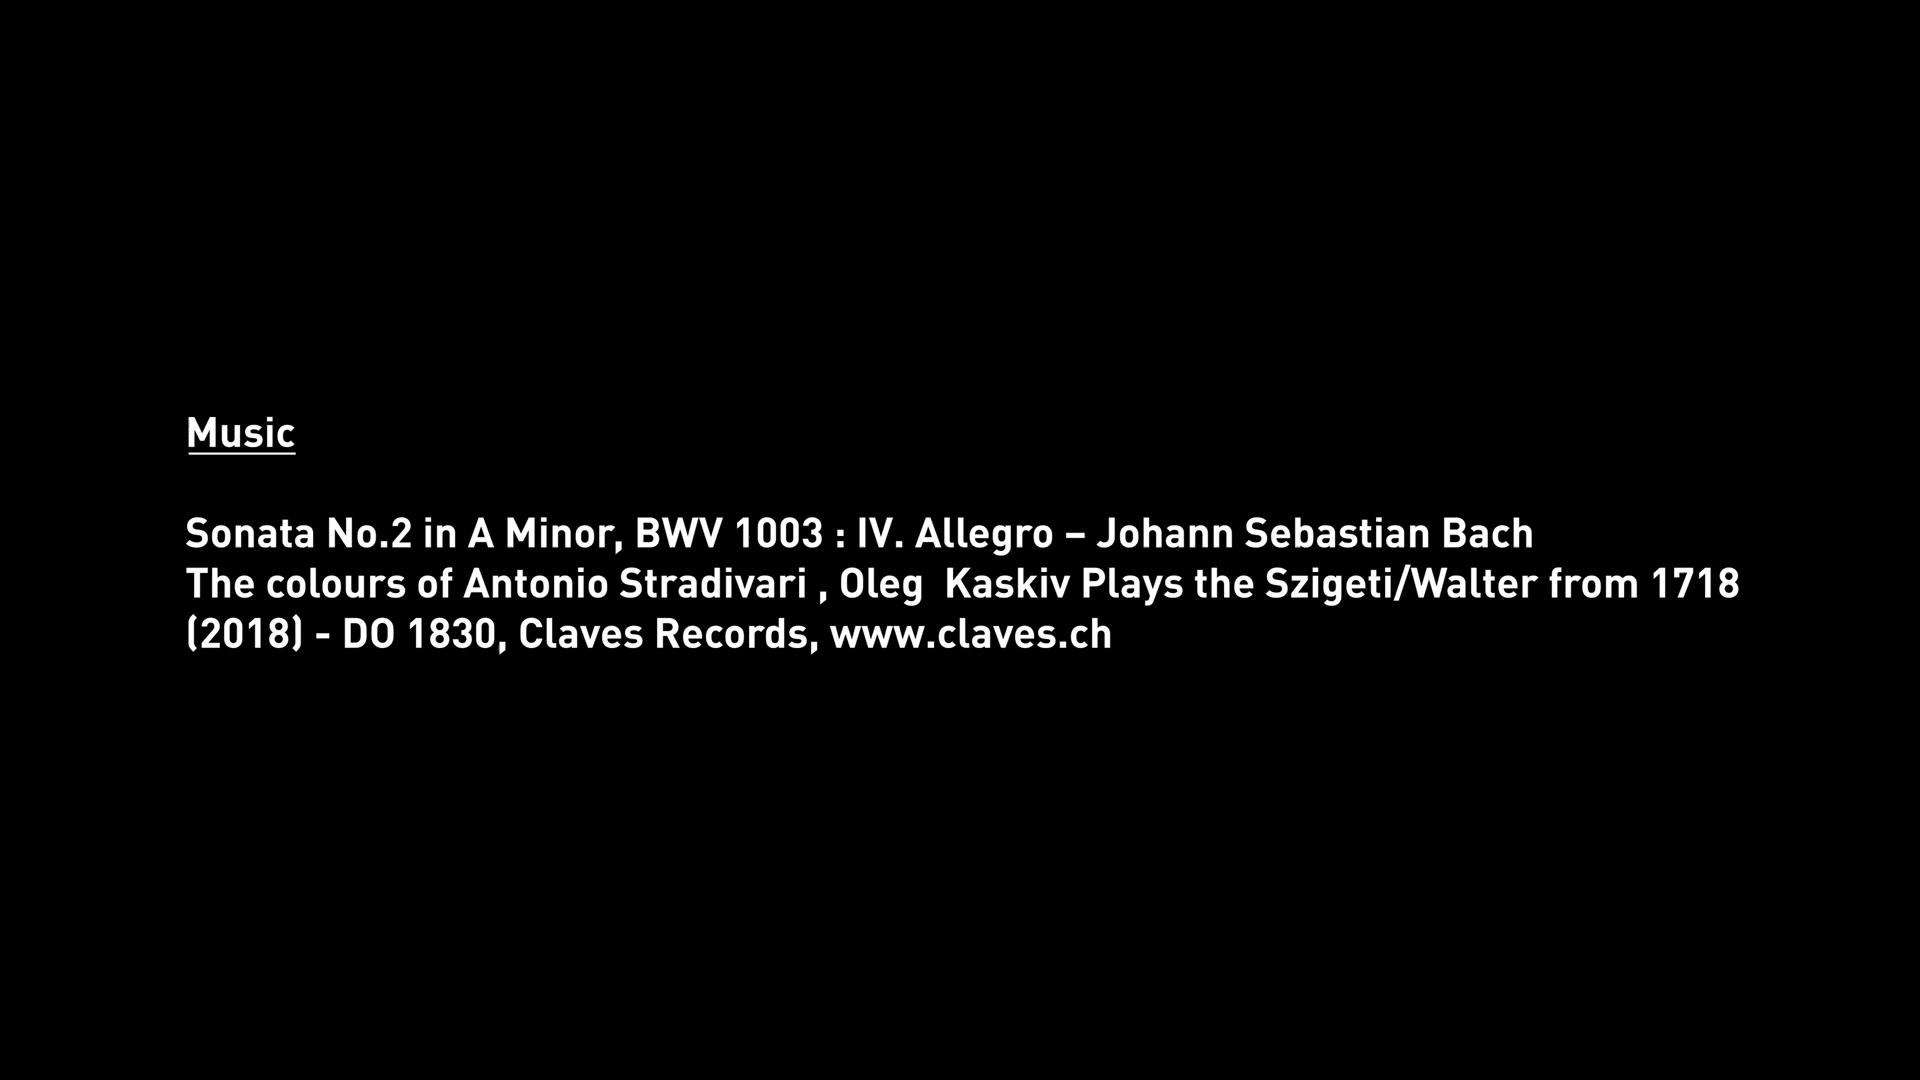 Music
Sonata No.2 in A Minor, BWV 1003 : IV. Allegro – Johann Sebastian Bach
The colours of Antonio Stradivari , Oleg  Kaskiv Plays the Szigeti/Walter from 1718
(2018) - DO 1830, Claves Records, www.claves.ch